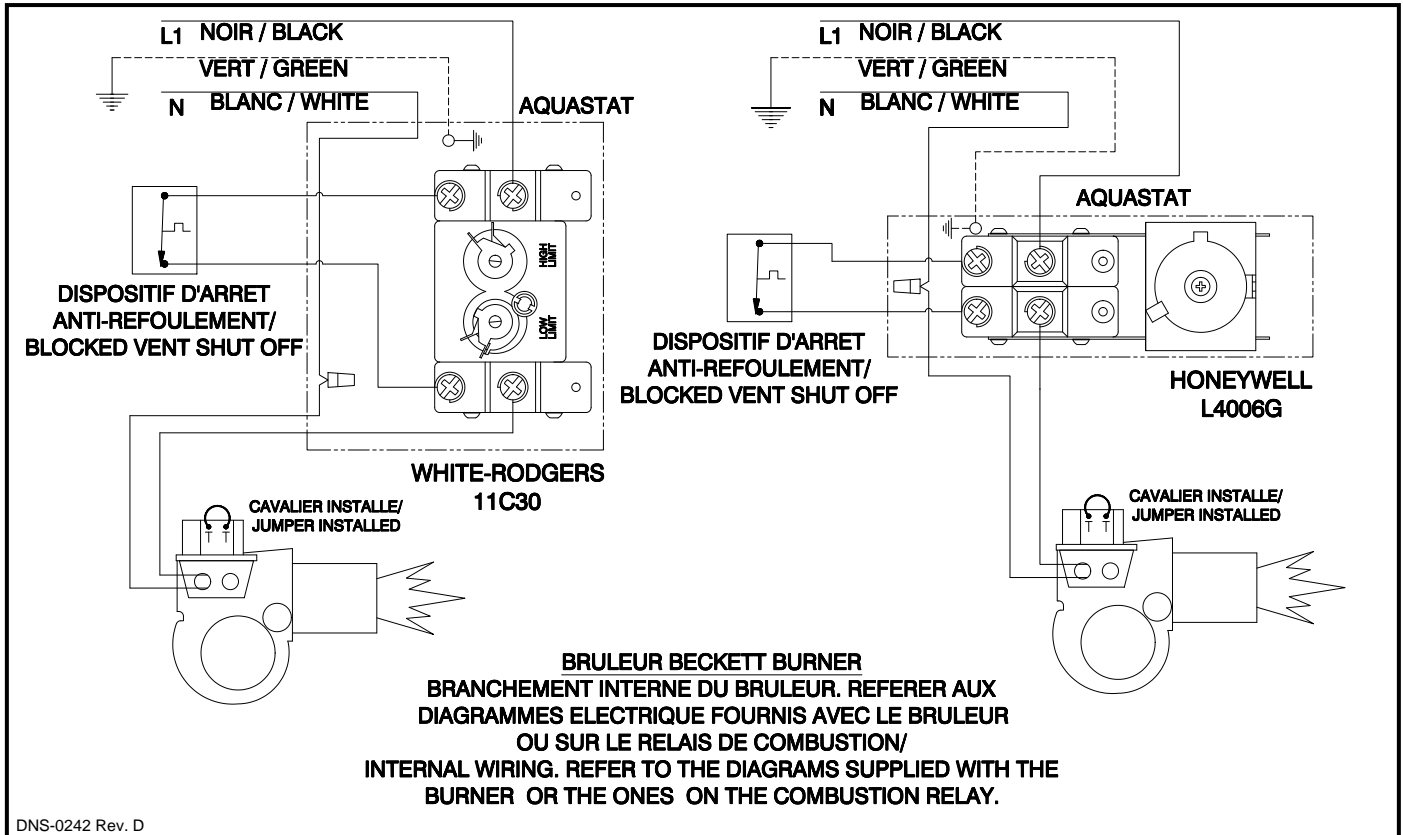 L1 NOIR / BLACK
VERT / GREEN
N BLANC / WHITE
AQUASTAT
HIGH
LIMIT
LOW
LIMIT
DISPOSITIF D'ARRET
ANTI-REFOULEMENT/
BLOCKED VENT SHUT OFF
WHITE-RODGERS
11C30
CAVALIER INSTALLE/
JUMPER INSTALLED
T T
L1 NOIR / BLACK
VERT / GREEN
N BLANC / WHITE
AQUASTAT
DISPOSITIF D'ARRET
ANTI-REFOULEMENT/
BLOCKED VENT SHUT OFF
HONEYWELL
L4006G
CAVALIER INSTALLE/
JUMPER INSTALLED
T T
BRULEUR BECKETT BURNER
BRANCHEMENT INTERNE DU BRULEUR. REFERER AUX
DIAGRAMMES ELECTRIQUE FOURNIS AVEC LE BRULEUR
OU SUR LE RELAIS DE COMBUSTION/
INTERNAL WIRING. REFER TO THE DIAGRAMS SUPPLIED WITH THE
BURNER OR THE ONES ON THE COMBUSTION RELAY.
DNS-0242 Rev. D